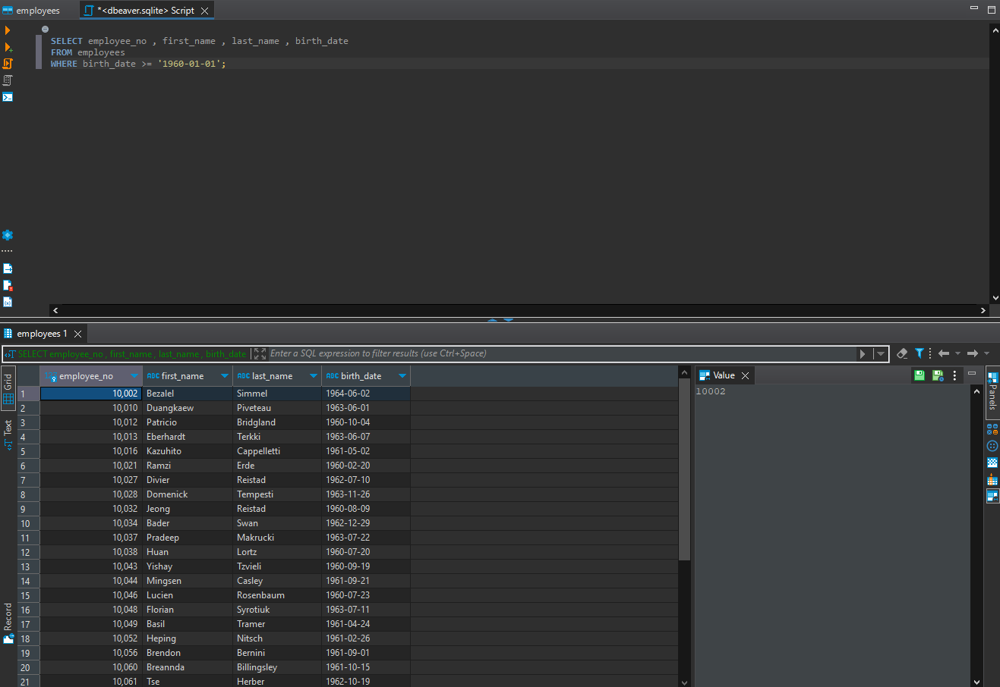 employees
*<dbeaver.sqlite> Script
SELECT employee_no , first_name , last_name , birth_date
FROM employees
WHERE birth_date >= '1960-01-01';
employees 1
SELECT employee_no , first_name , last_name , birth_date
Enter a SQL expression to filter results (use Ctrl+Space)
Grid
Text
Record
123 employee_no ABC first_name ABC last_name ABC birth_date
1 10,002 Bezalel Simmel 1964-06-02
2 10,010 Duangkaew Piveteau 1963-06-01
3 10,012 Patricio Bridgland 1960-10-04
4 10,013 Eberhardt Terkki 1963-06-07
5 10,016 Kazuhito Cappelletti 1961-05-02
6 10,021 Ramzi Erde 1960-02-20
7 10,027 Divier Reistad 1962-07-10
8 10,028 Domenick Tempesti 1963-11-26
9 10,032 Jeong Reistad 1960-08-09
10 10,034 Bader Swan 1962-12-29
11 10,037 Pradeep Makrucki 1963-07-22
12 10,038 Huan Lortz 1960-07-20
13 10,043 Yishay Tzvieli 1960-09-19
14 10,044 Mingsen Casley 1961-09-21
15 10,046 Lucien Rosenbaum 1960-07-23
16 10,048 Florian Syrotiuk 1963-07-11
17 10,049 Basil Tramer 1961-04-24
18 10,052 Heping Nitsch 1961-02-26
19 10,056 Brendon Bernini 1961-09-01
20 10,060 Breannda Billingsley 1961-10-15
21 10,061 Tse Herber 1962-10-19
Value
10002
Panels